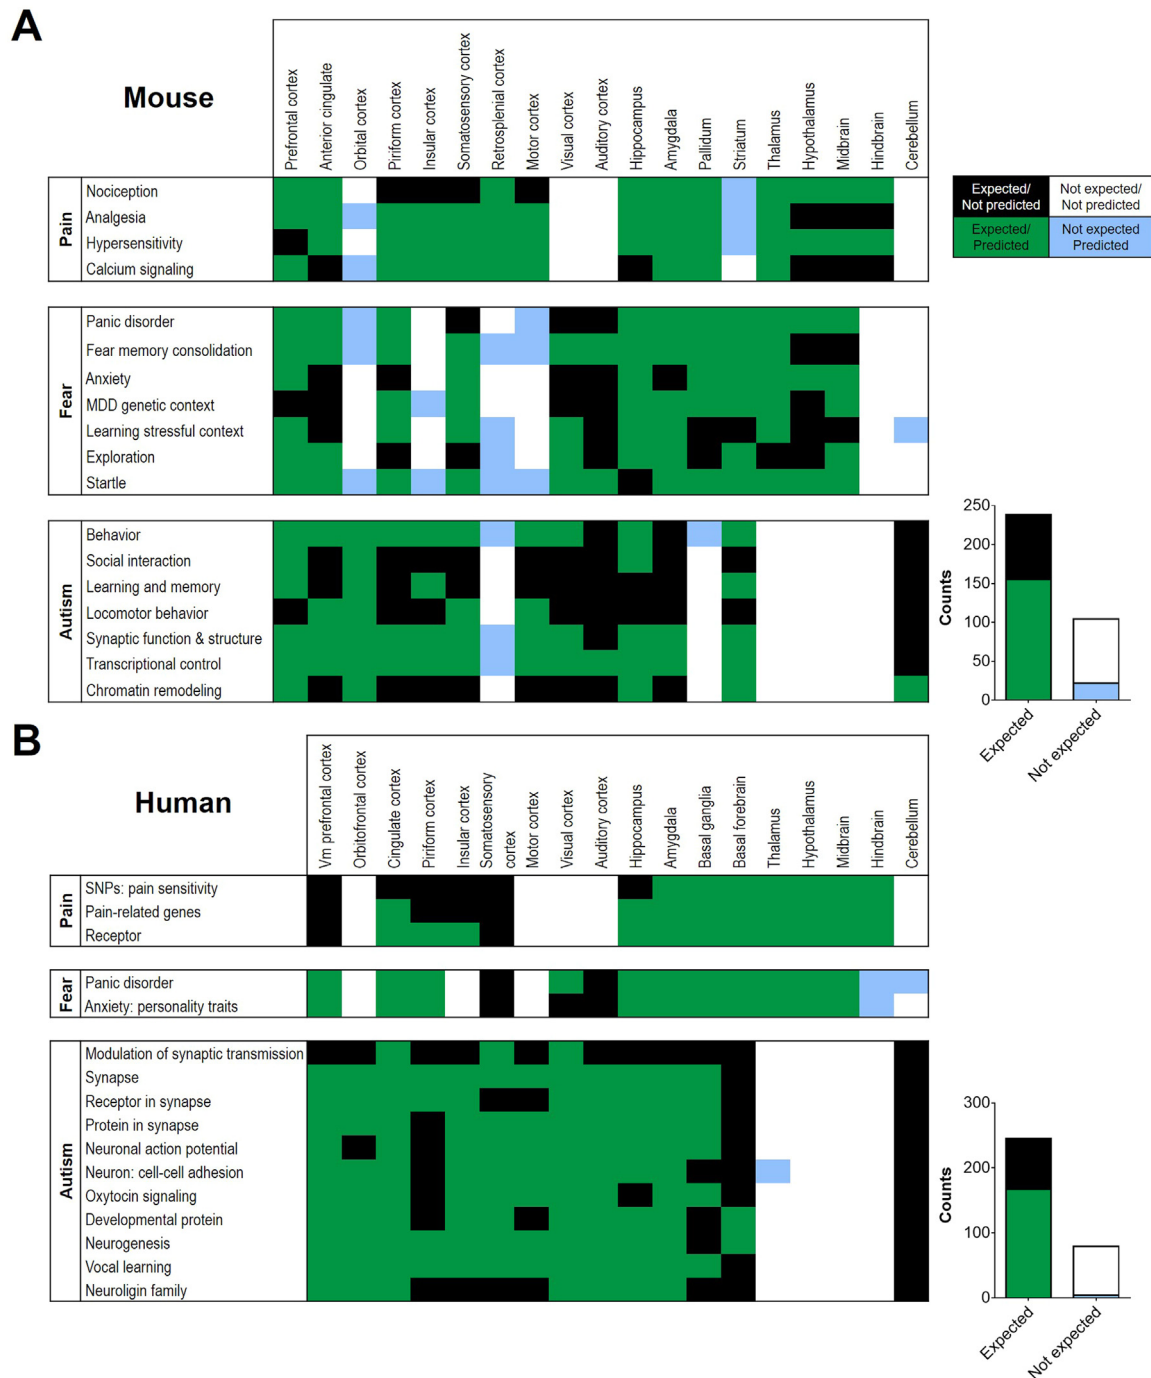 A
Mouse
Prefrontal cortex
Anterior cingulate
Orbital cortex
Piriform cortex
Insular cortex
Somatosensory cortex
Retrosplenial cortex
Motor cortex
Visual cortex
Auditory cortex
Hippocampus
Amygdala
Pallidum
Striatum
Thalamus
Hypothalamus
Midbrain
Hindbrain
Cerebellum
Pain
Nociception
Analgesia
Hypersensitivity
Calcium signaling
Expected/
Not predicted
Not expected/
Not predicted
Expected/
Predicted
Not expected
Predicted
Fear
Panic disorder
Fear memory consolidation
Anxiety
MDD genetic context
Learning stressful context
Exploration
Startle
Autism
Behavior
Social interaction
Learning and memory
Locomotor behavior
Synaptic function & structure
Transcriptional control
Chromatin remodeling
Counts
250
200
150
100
50
0
Expected
Not expected
B
Human
Vm prefrontal cortex
Orbitofrontal cortex
Cingulate cortex
Piriform cortex
Insular cortex
Somatosensory
cortex
Motor cortex
Visual cortex
Auditory cortex
Hippocampus
Amygdala
Basal ganglia
Basal forebrain
Thalamus
Hypothalamus
Midbrain
Hindbrain
Cerebellum
Pain
SNPs: pain sensitivity
Pain-related genes
Receptor
Fear
Panic disorder
Anxiety: personality traits
Autism
Modulation of synaptic transmission
Synapse
Receptor in synapse
Protein in synapse
Neuronal action potential
Neuron: cell-cell adhesion
Oxytocin signaling
Developmental protein
Neurogenesis
Vocal learning
Neuroligin family
Counts
300
200
100
0
Expected
Not expected